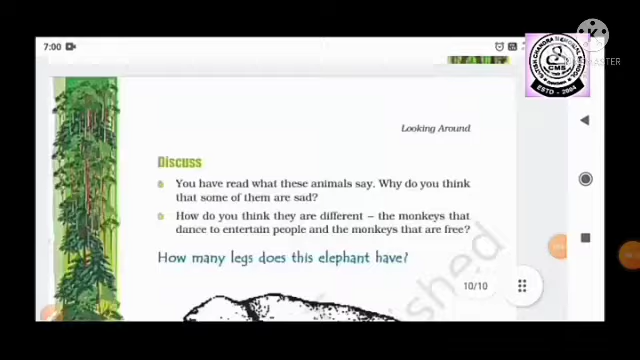 7:00
Looking Around
Discuss
You have read what these animals say. Why do you think
that some of them are sad?
How do you think they are different – the monkeys that
dance to entertain people and the monkeys that are free?
How many legs does this elephant have?
10/10
CMS
ESTD - 2004